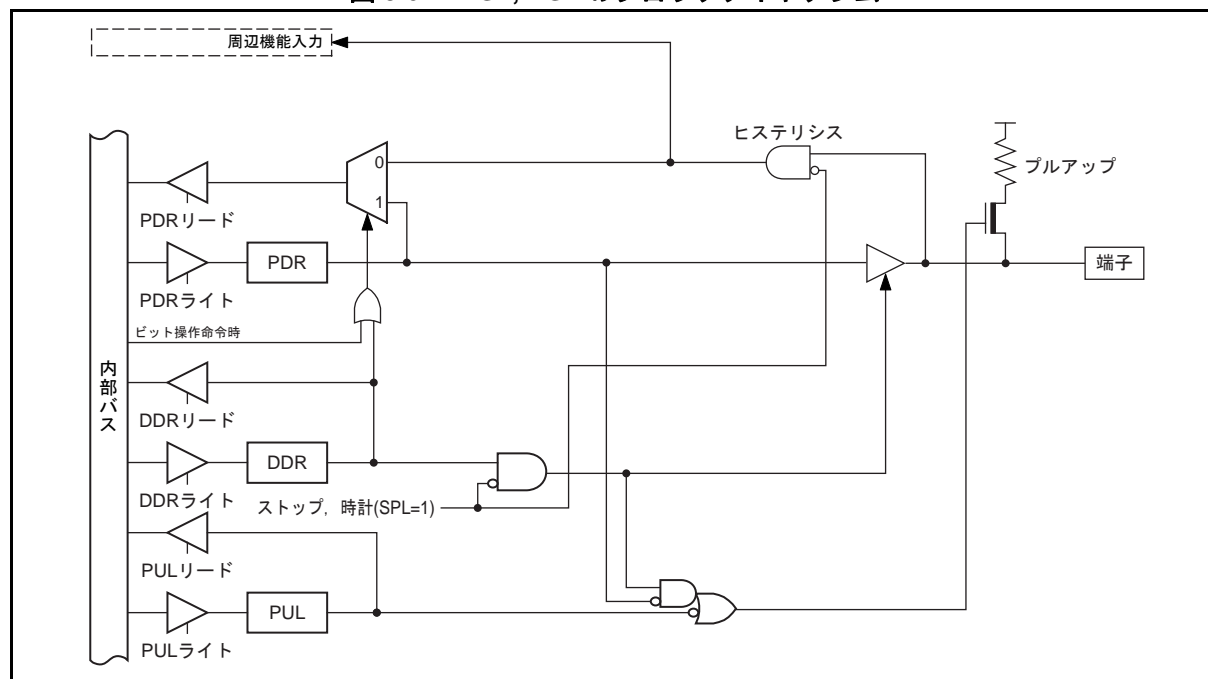 周辺機能入力
ヒステリシス
プルアップ
0
1
PDRリード
PDR
端子
PDRライト
ビット操作命令時
内部バス
DDRリード
DDR
DDRライト
ストップ, 時計(SPL=1)
PULリード
PUL
PULライト